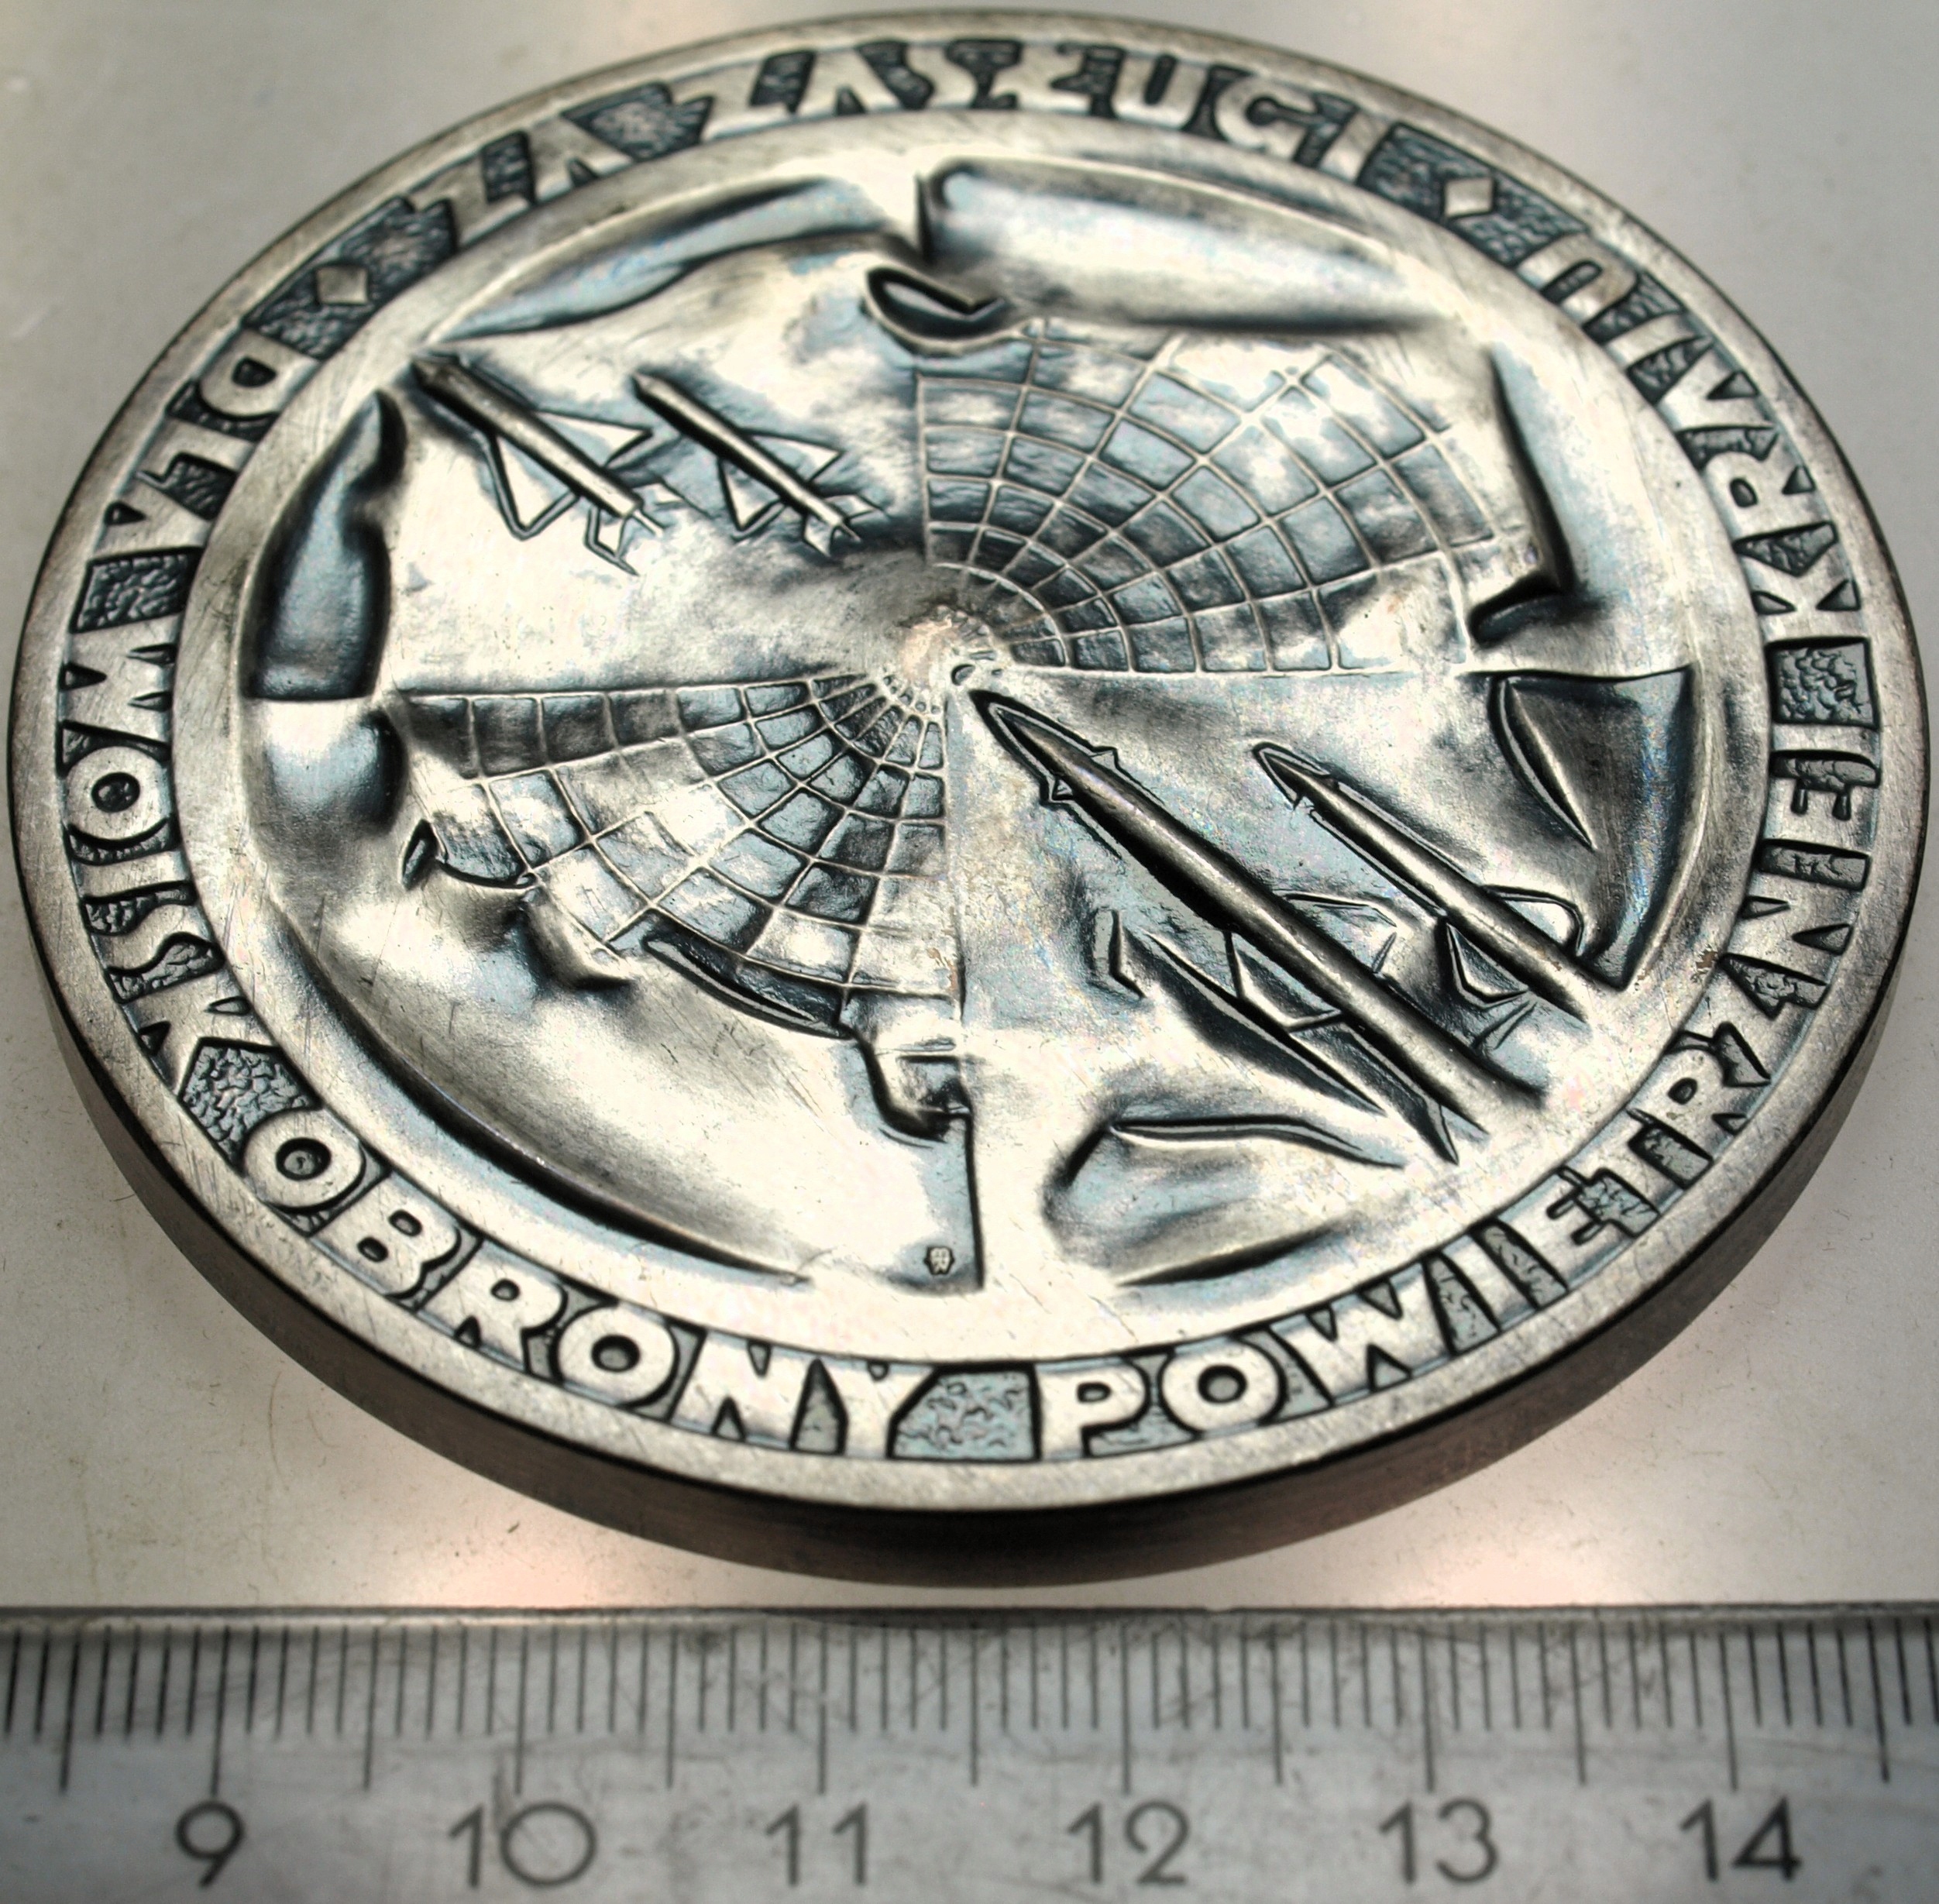 ZA ZASŁUGI
DLA WOJSK OBRONY POWIETRZNEJ KRAJU
9 10 11 12 13 14